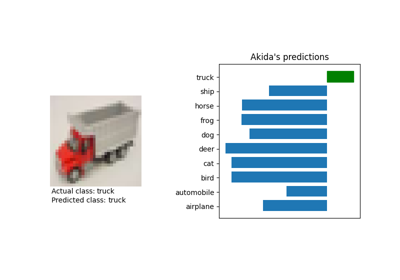 Akida's predictions
truck
ship
horse
frog
dog
deer
cat
bird
automobile
airplane
Actual class: truck
Predicted class: truck